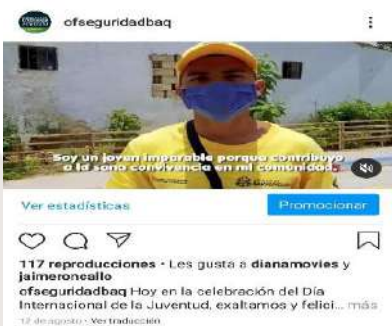 ofseguridadbaq
Soy un joven imparable porque contribuyo
a la sana convivencia en mi comunidad.
Ver estadísticas
Promocionar
117 reproducciones · Les gusta a dianamovies y
jaimeroncallo
ofseguridadbaq Hoy en la celebración del Día
Internacional de la Juventud, exaltamos y felici... más
12 de agosto · Ver traducción